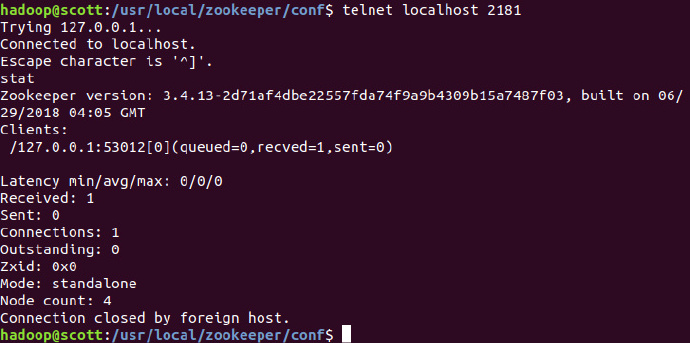 hadoop@scott:/usr/local/zookeeper/conf$ telnet localhost 2181
Trying 127.0.0.1...
Connected to localhost.
Escape character is '^]'.
stat
Zookeeper version: 3.4.13-2d71af4dbe22557fda74f9a9b4309b15a7487f03, built on 06/
29/2018 04:05 GMT
Clients:
 /127.0.0.1:53012[0](queued=0,recved=1,sent=0)

Latency min/avg/max: 0/0/0
Received: 1
Sent: 0
Connections: 1
Outstanding: 0
Zxid: 0x0
Mode: standalone
Node count: 4
Connection closed by foreign host.
hadoop@scott:/usr/local/zookeeper/conf$